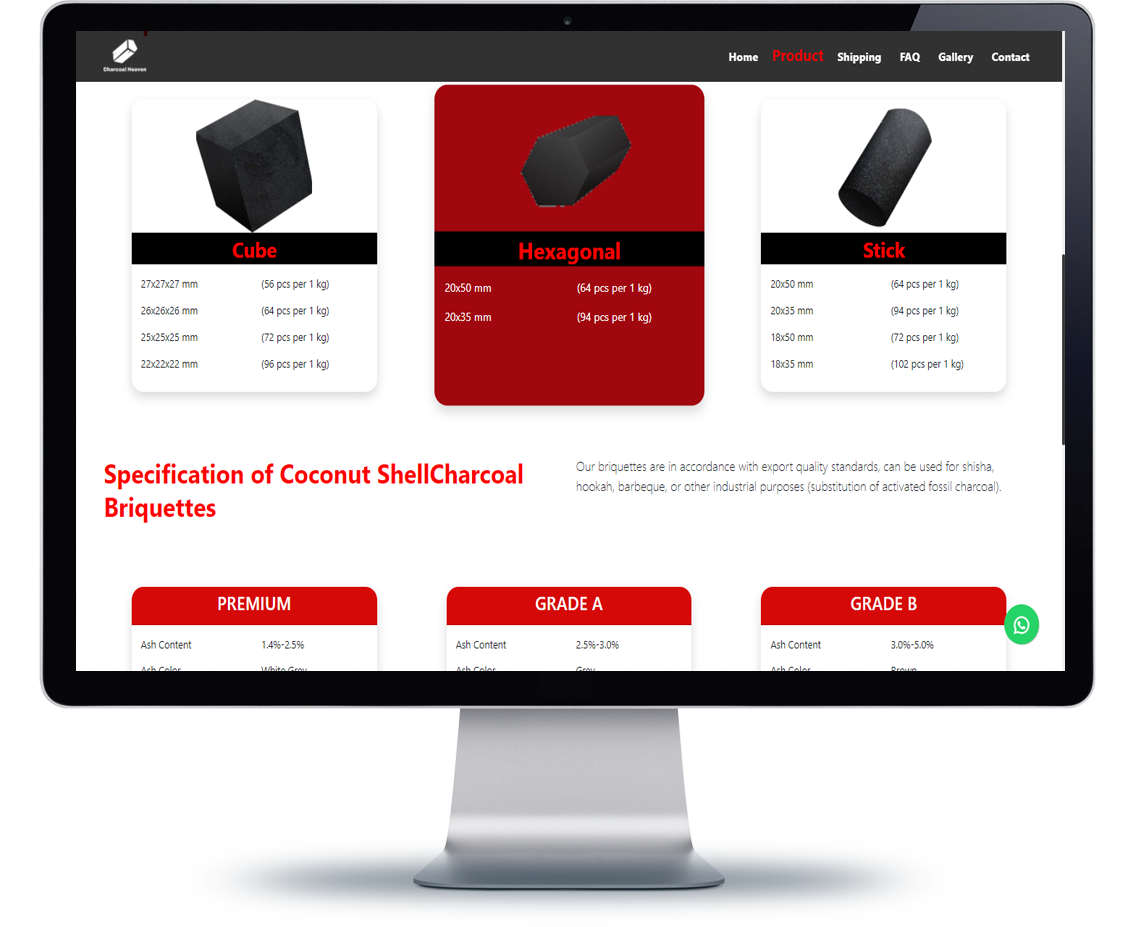 Charcoal Heaven
Home Product Shipping FAQ Gallery Contact
Cube
27x27x27 mm (56 pcs per 1 kg)
26x26x26 mm (64 pcs per 1 kg)
25x25x25 mm (72 pcs per 1 kg)
22x22x22 mm (96 pcs per 1 kg)
Hexagonal
20x50 mm (64 pcs per 1 kg)
20x35 mm (94 pcs per 1 kg)
Stick
20x50 mm (64 pcs per 1 kg)
20x35 mm (94 pcs per 1 kg)
18x50 mm (72 pcs per 1 kg)
18x35 mm (102 pcs per 1 kg)
Specification of Coconut ShellCharcoal
Briquettes
Our briquettes are in accordance with export quality standards, can be used for shisha,
hookah, barbeque, or other industrial purposes (substitution of activated fossil charcoal).
PREMIUM
Ash Content 1.4%-2.5%
Ash Color White Grey
GRADE A
Ash Content 2.5%-3.0%
Ash Color Grey
GRADE B
Ash Content 3.0%-5.0%
Ash Color Brown